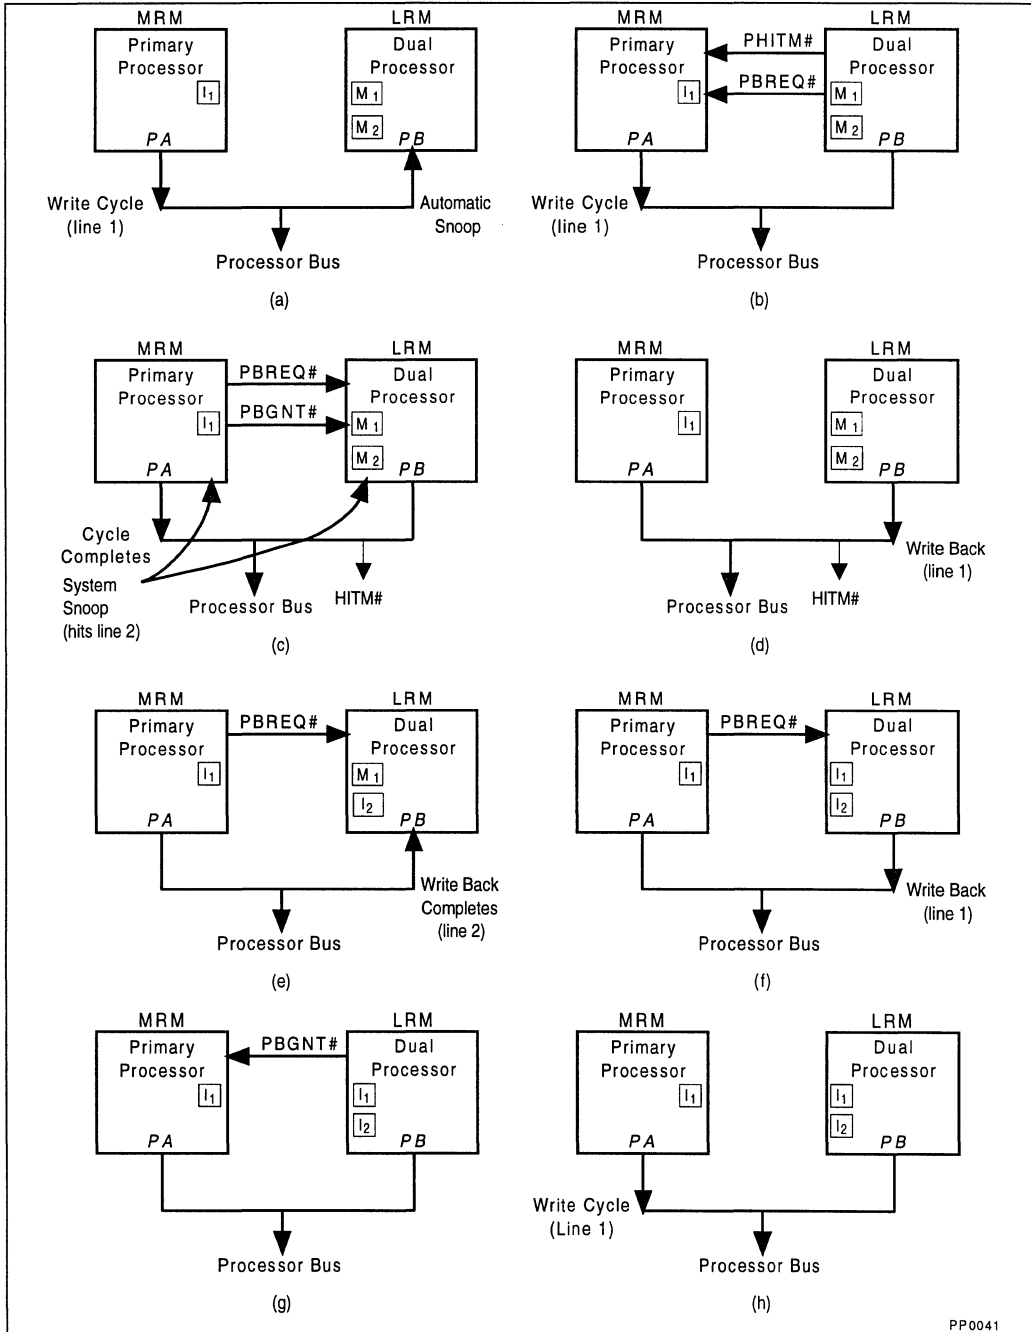 MRM
LRM
Primary
Processor
Dual
Processor
I1
M1
M2
PA
PB
Write Cycle
(line 1)
Automatic
Snoop
Processor Bus
(a)
MRM
LRM
Primary
Processor
PHITM#
Dual
Processor
PBREQ#
I1
M1
M2
PA
PB
Write Cycle
(line 1)
Processor Bus
(b)
MRM
LRM
Primary
Processor
PBREQ#
Dual
Processor
PBGNT#
I1
M1
M2
PA
PB
Cycle
Completes
System
Snoop
(hits line 2)
Processor Bus
HITM#
(c)
MRM
LRM
Primary
Processor
Dual
Processor
I1
M1
M2
PA
PB
Write Back
(line 1)
Processor Bus
HITM#
(d)
MRM
LRM
Primary
Processor
PBREQ#
Dual
Processor
I1
M1
I2
PA
PB
Write Back
Completes
(line 2)
Processor Bus
(e)
MRM
LRM
Primary
Processor
PBREQ#
Dual
Processor
I1
I1
I2
PA
PB
Write Back
(line 1)
Processor Bus
(f)
MRM
LRM
Primary
Processor
PBGNT#
Dual
Processor
I1
I1
I2
PA
PB
Processor Bus
(g)
MRM
LRM
Primary
Processor
Dual
Processor
I1
I1
I2
PA
PB
Write Cycle
(Line 1)
Processor Bus
(h)
PP0041